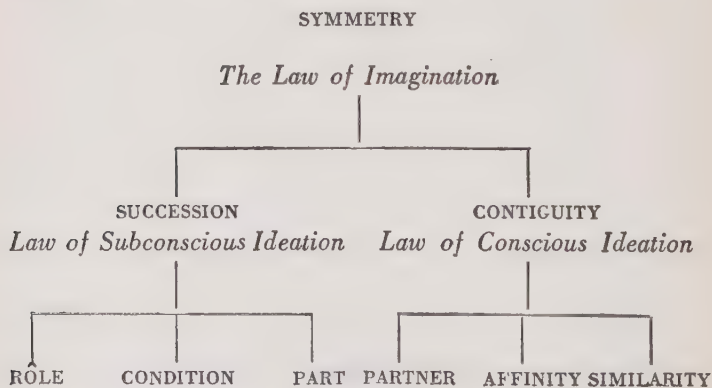 SYMMETRY
The Law of Imagination
SUCCESSION CONTIGUITY
Law of Subconscious Ideation Law of Conscious Ideation
RÔLE CONDITION PART PARTNER AFFINITY SIMILARITY